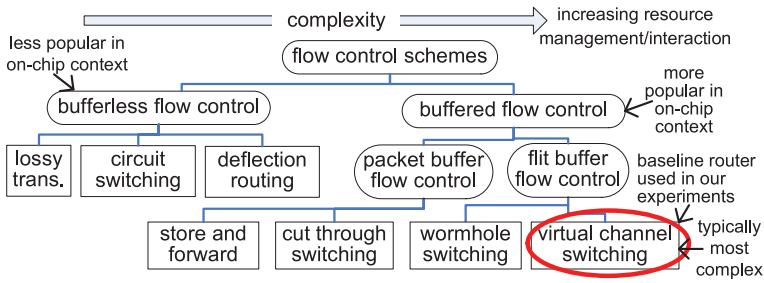 complexity
increasing resource
management/interaction
less popular in
on-chip context
flow control schemes
bufferless flow control
buffered flow control
more
popular in
on-chip
context
lossy
trans.
circuit
switching
deflection
routing
packet buffer
flow control
flit buffer
flow control
baseline router
used in our
experiments
store and
forward
cut through
switching
wormhole
switching
virtual channel
switching
typically
most
complex